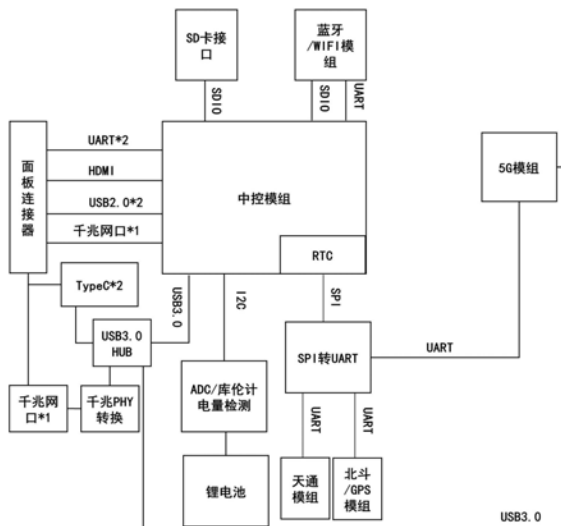 SD卡接
口
蓝牙
/WIFI模
组
SDIO
SDIO
UART
面板连接器
UART*2
HDMI
USB2.0*2
千兆网口*1
中控模组
RTC
5G模组
TypeC*2
USB3.0
I2C
SPI
USB3.0
HUB
SPI转UART
UART
千兆网
口*1
千兆PHY
转换
ADC/库伦计
电量检测
UART
UART
锂电池
天通
模组
北斗
/GPS
模组
USB3.0